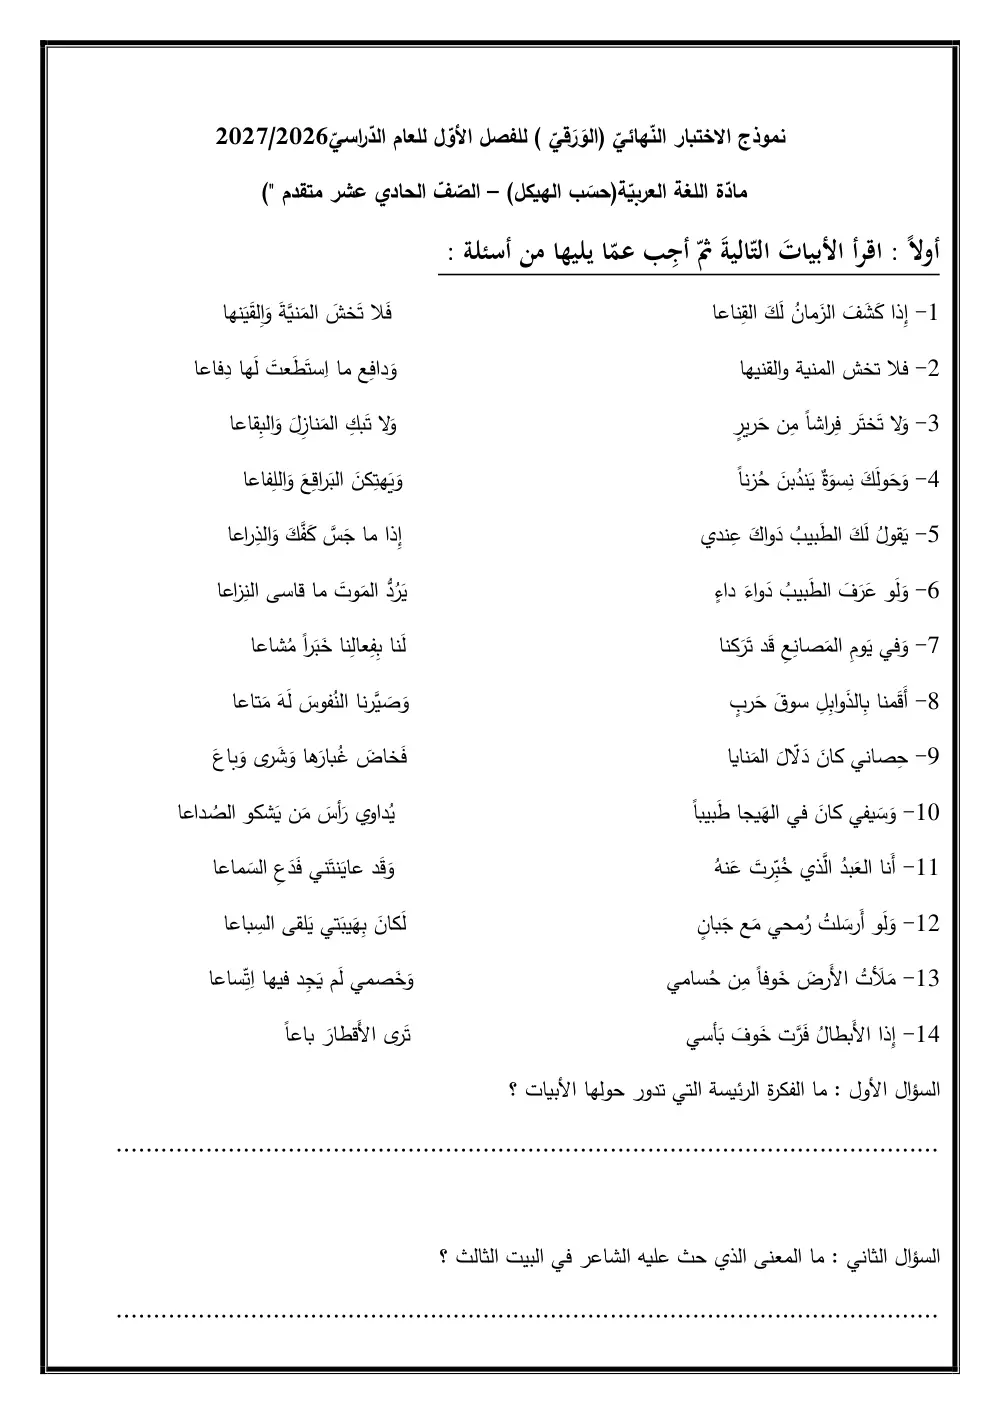 نموذج الاختبار النّهائيّ (الوَرَقيّ ) للفصل الأوّل للعام الدّراسيّ2027/2026
مادّة اللغة العربيّة(حسَب الهيكل) – الصّفّ الحادي عشر متقدم ")
أولاً : اقرأ الأبياتَ التّاليةَ ثمّ أجِب عمّا يليها من أسئلة :
1- إِذا كَشَفَ الزَمانُ لَكَ القِناعا فَلا تَخشَ المَنيَّةَ وَاِلقَيَنها
2- فلا تخش المنية والقنيها وَدافِع ما اِستَطَعتَ لَها دِفاعا
3- وَلا تَختَر فِراشاً مِن حَريرٍ وَلا تَبكِ المَنازِلَ وَالبِقاعا
4- وَحَولَكَ نِسوَةٌ يَندُبنَ حُزناً وَيَهتِكنَ البَراقِعَ وَاللِفاعا
5- يَقولُ لَكَ الطَبيبُ دَواكَ عِندي إِذا ما جَسَّ كَفَّكَ وَالذِراعا
6- وَلَو عَرَفَ الطَبيبُ دَواءَ داءٍ يَرُدُّ المَوتَ ما قاسى النِزاعا
7- وَفي يَومِ المَصانِعِ قَد تَرَكنا لَنا بِفِعالِنا خَبَراً مُشاعا
8- أَقَمنا بِالذَوابِلِ سوقَ حَربٍ وَصَيَّرنا النُفوسَ لَهَ مَتاعا
9- حِصاني كانَ دَلّالَ المَنايا فَخاضَ غُبارَها وَشَرى وَباعَ
10- وَسَيفي كانَ في الهَيجا طَبيباً يُداوي رَأسَ مَن يَشكو الصُداعا
11- أَنا العَبدُ الَّذي خُبِّرتَ عَنهُ وَقَد عايَنتَني فَدَعِ السَماعا
12- وَلَو أَرسَلتُ رُمحي مَع جَبانٍ لَكانَ بِهَيبَتي يَلقى السِباعا
13- مَلَأتُ الأَرضَ خَوفاً مِن حُسامي وَخَصمي لَم يَجِد فيها اِتِّساعا
14- إِذا الأَبطالُ فَرَّت خَوفَ بَأسي تَرى الأَقطارَ باعاً
السؤال الأول : ما الفكرة الرئيسة التي تدور حولها الأبيات ؟
................................................................................................................
السؤال الثاني : ما المعنى الذي حث عليه الشاعر في البيت الثالث ؟
................................................................................................................